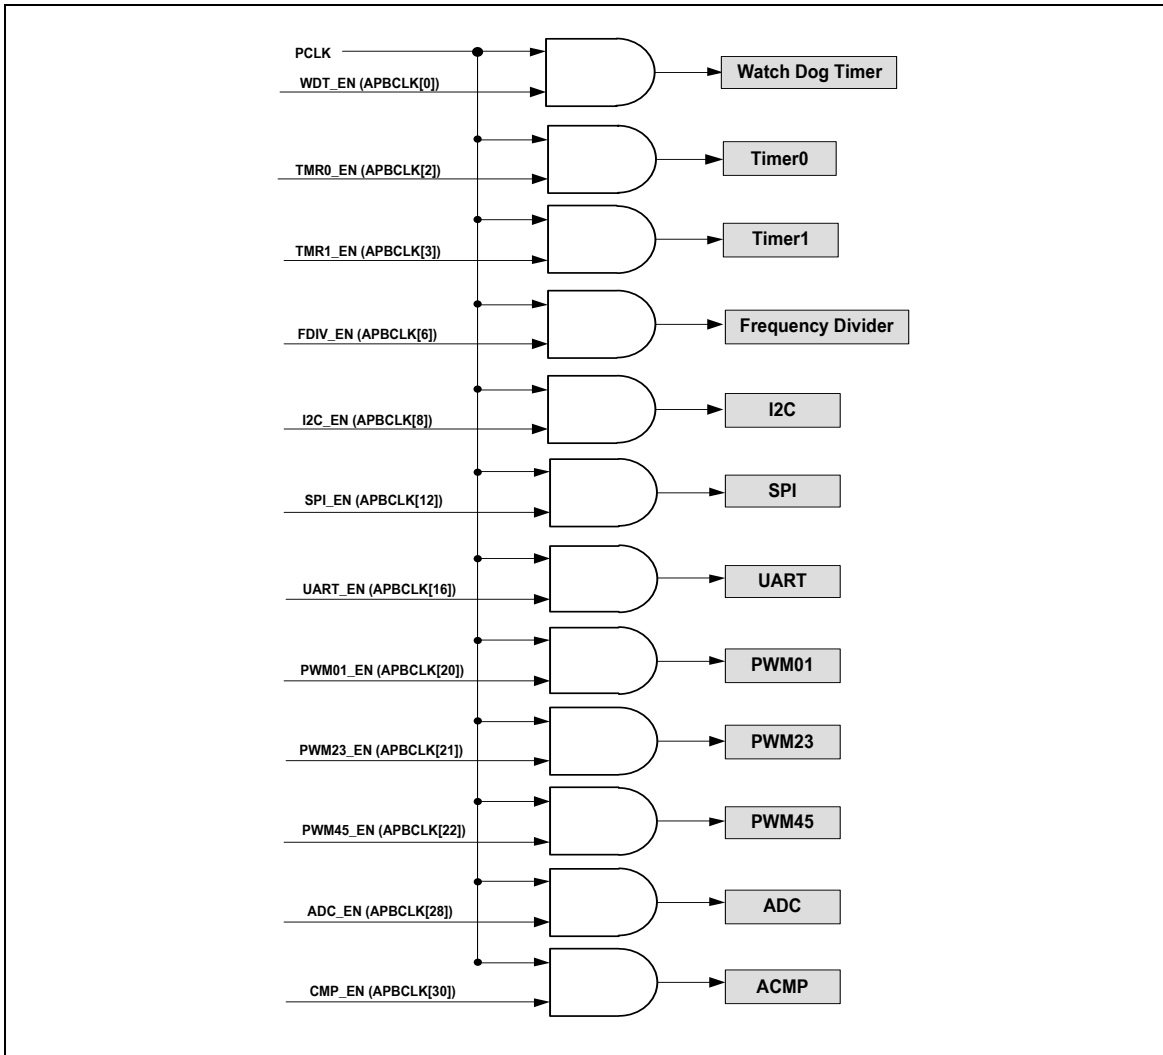 PCLK
WDT_EN (APBCLK[0])
Watch Dog Timer
TMR0_EN (APBCLK[2])
Timer0
TMR1_EN (APBCLK[3])
Timer1
FDIV_EN (APBCLK[6])
Frequency Divider
I2C_EN (APBCLK[8])
I2C
SPI_EN (APBCLK[12])
SPI
UART_EN (APBCLK[16])
UART
PWM01_EN (APBCLK[20])
PWM01
PWM23_EN (APBCLK[21])
PWM23
PWM45_EN (APBCLK[22])
PWM45
ADC_EN (APBCLK[28])
ADC
CMP_EN (APBCLK[30])
ACMP